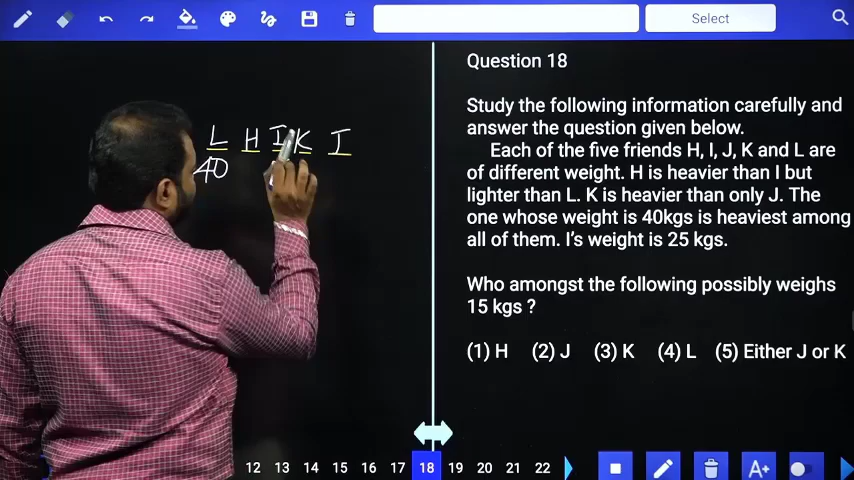 Select
Question 18
Study the following information carefully and
answer the question given below.
Each of the five friends H, I, J, K and L are
of different weight. H is heavier than I but
lighter than L. K is heavier than only J. The
one whose weight is 40kgs is heaviest among
all of them. I's weight is 25 kgs.
Who amongst the following possibly weighs
15 kgs ?
(1) H (2) J (3) K (4) L (5) Either J or K
L H I K I
40
12 13 14 15 16 17 18 19 20 21 22
A+